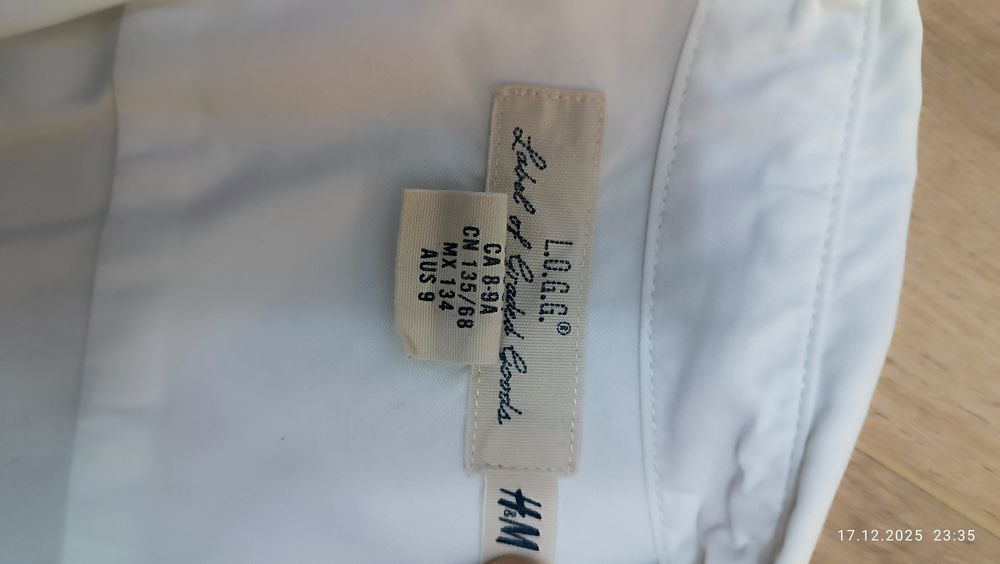 L.O.G.G.®
Label of Graded Goods
CA 8-9A
CN 135/68
MX 134
AUS 9
H&M
17.12.2025 23:35